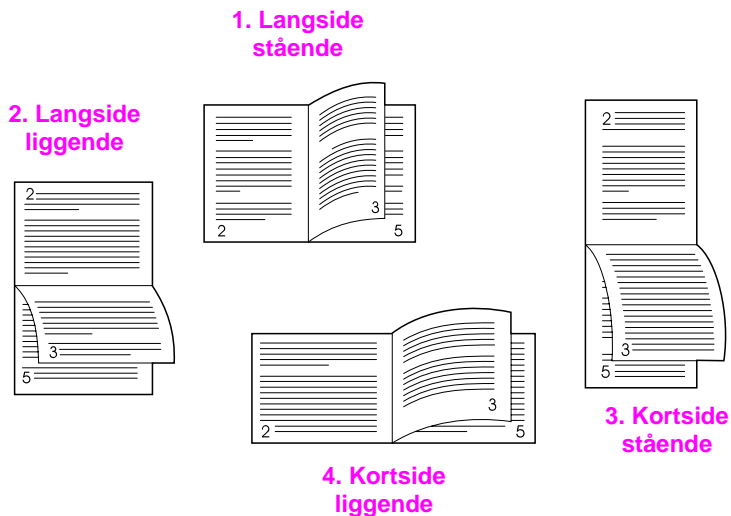 1. Langside
stående
2. Langside
liggende
2
3
5
2
3
5
2
3
5
2
3
5
3. Kortside
stående
4. Kortside
liggende